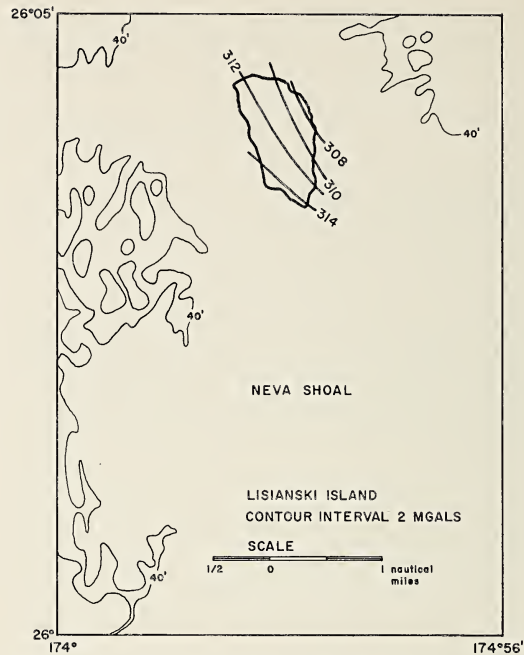 26°05'
40'
40'
312
308
310
314
40'
NEVA SHOAL
LISIANSKI ISLAND
CONTOUR INTERVAL 2 MGALS
SCALE
1/2 0 1 nautical
miles
40'
26°
174° 174°56'